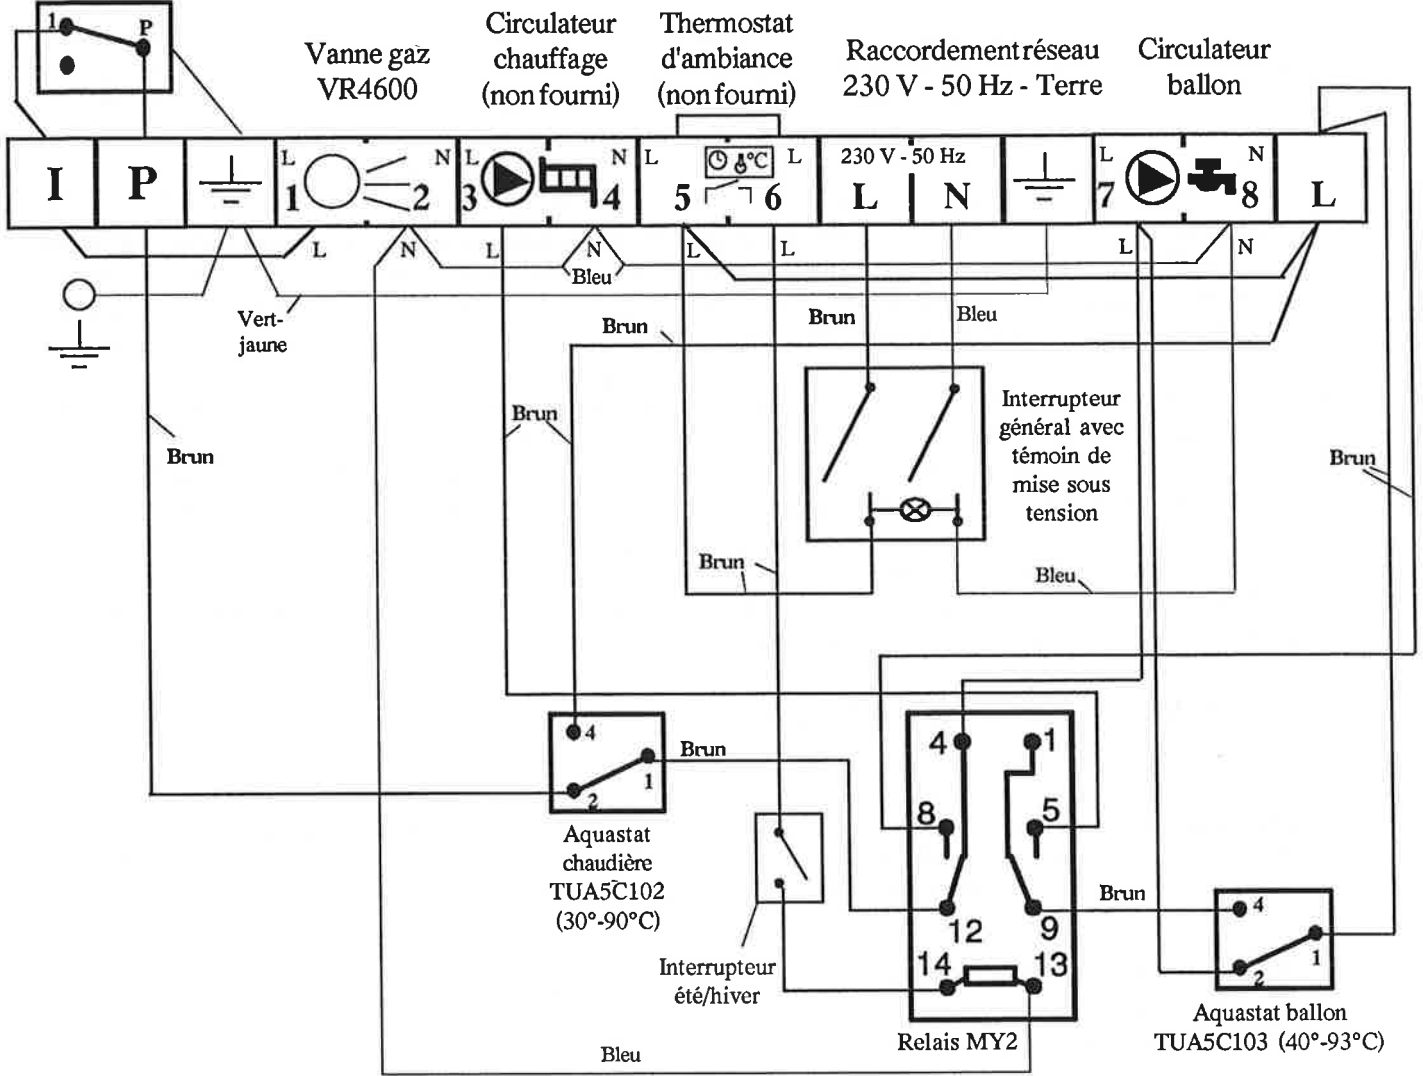 1
P
Vanne gaz
VR4600
Circulateur
chauffage
(non fourni)
Thermostat
d'ambiance
(non fourni)
Raccordement réseau
230 V - 50 Hz - Terre
Circulateur
ballon
I
P
L
1
N
2
L
3
N
4
L
5
°C
L
6
230 V - 50 Hz
L
N
L
7
N
8
L
L
N
L
N
L
L
L
N
Bleu
Vert-
jaune
Brun
Brun
Bleu
Brun
Brun
Interrupteur
général avec
témoin de
mise sous
tension
Brun
Brun
Bleu
4
1
2
Brun
Aquastat
chaudière
TUA5C102
(30°-90°C)
Interrupteur
été/hiver
4
1
8
5
12
9
14
13
Relais MY2
Brun
4
1
2
Aquastat ballon
TUA5C103 (40°-93°C)
Bleu